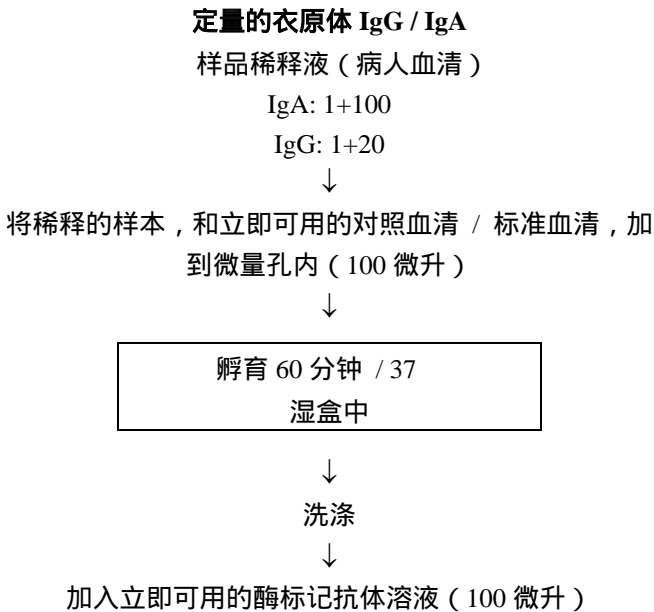 定量的衣原体 IgG / IgA
样品稀释液（病人血清）
IgA: 1+100
IgG: 1+20
↓
将稀释的样本，和立即可用的对照血清 / 标准血清，加
到微量孔内（100 微升）
↓
孵育 60 分钟 / 37
湿盒中
↓
洗涤
↓
加入立即可用的酶标记抗体溶液（100 微升）